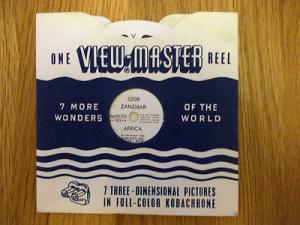 ONE VIEW-MASTER REEL
7 MORE WONDERS
OF THE WORLD
3208
ZANZIBAR
AFRICA
7 THREE-DIMENSIONAL PICTURES
IN FULL-COLOR KODACHROME